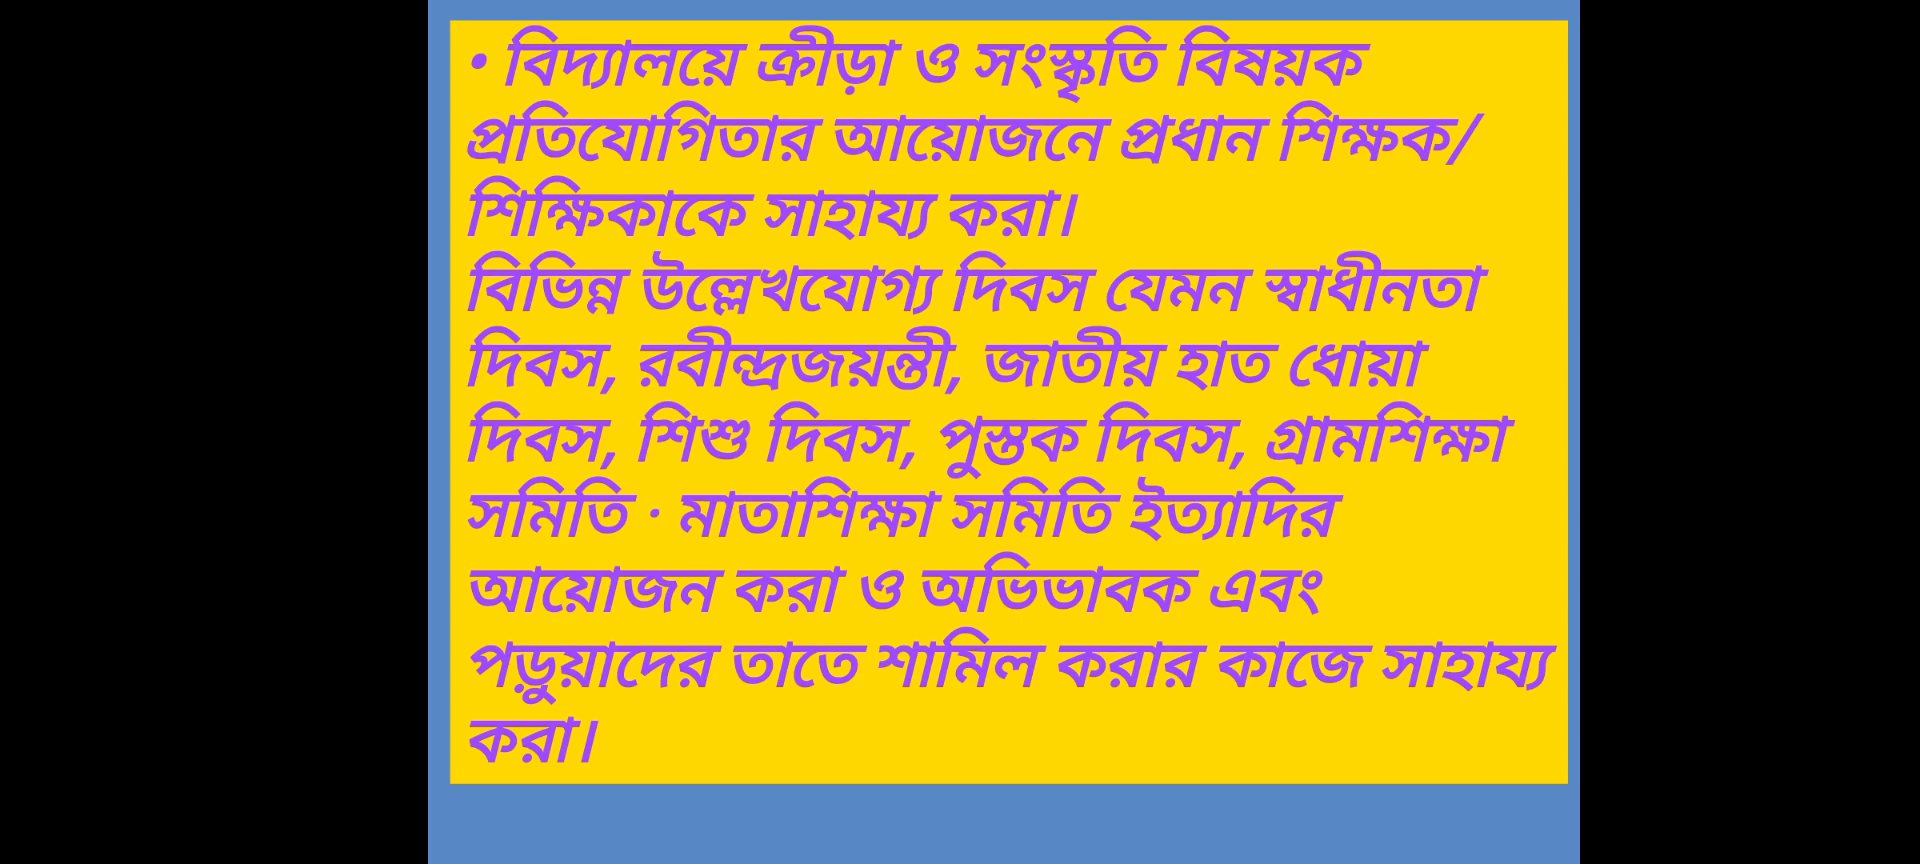 • বিদ্যালয়ে ক্রীড়া ও সংস্কৃতি বিষয়ক
প্রতিযোগিতার আয়োজনে প্রধান শিক্ষক/
শিক্ষিকাকে সাহায্য করা।
বিভিন্ন উল্লেখযোগ্য দিবস যেমন স্বাধীনতা
দিবস, রবীন্দ্রজয়ন্তী, জাতীয় হাত ধোয়া
দিবস, শিশু দিবস, পুস্তক দিবস, গ্রামশিক্ষা
সমিতি · মাতাশিক্ষা সমিতি ইত্যাদির
আয়োজন করা ও অভিভাবক এবং
পড়ুয়াদের তাতে শামিল করার কাজে সাহায্য
করা।